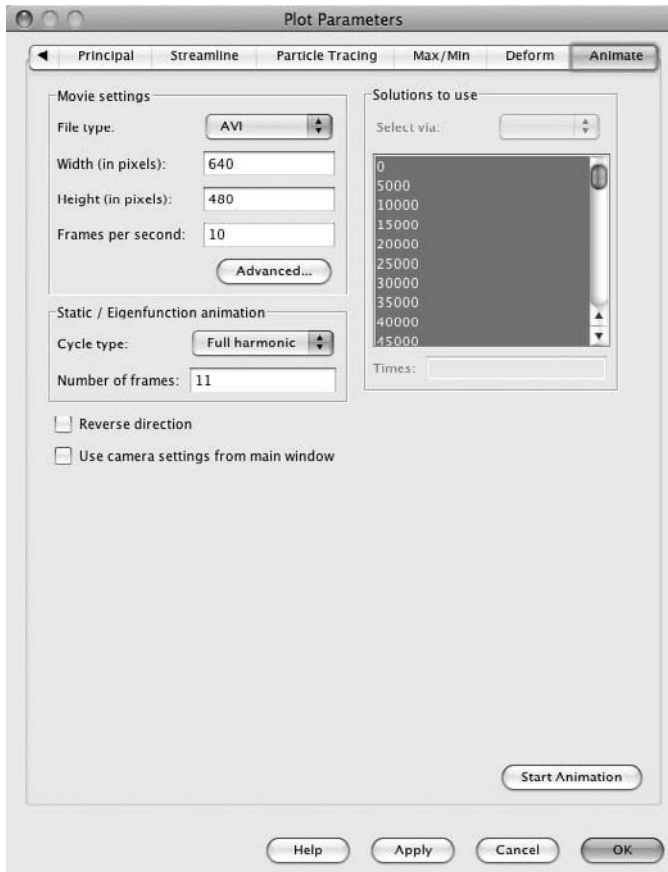 Plot Parameters
Principal Streamline Particle Tracing Max/Min Deform Animate
Movie settings
File type:
AVI
Width (in pixels):
640
Height (in pixels):
480
Frames per second:
10
Advanced...
Static / Eigenfunction animation
Cycle type:
Full harmonic
Number of frames:
11
Reverse direction
Use camera settings from main window
Solutions to use
Select via:
0
5000
10000
15000
20000
25000
30000
35000
40000
45000
Times:
Start Animation
Help Apply Cancel OK